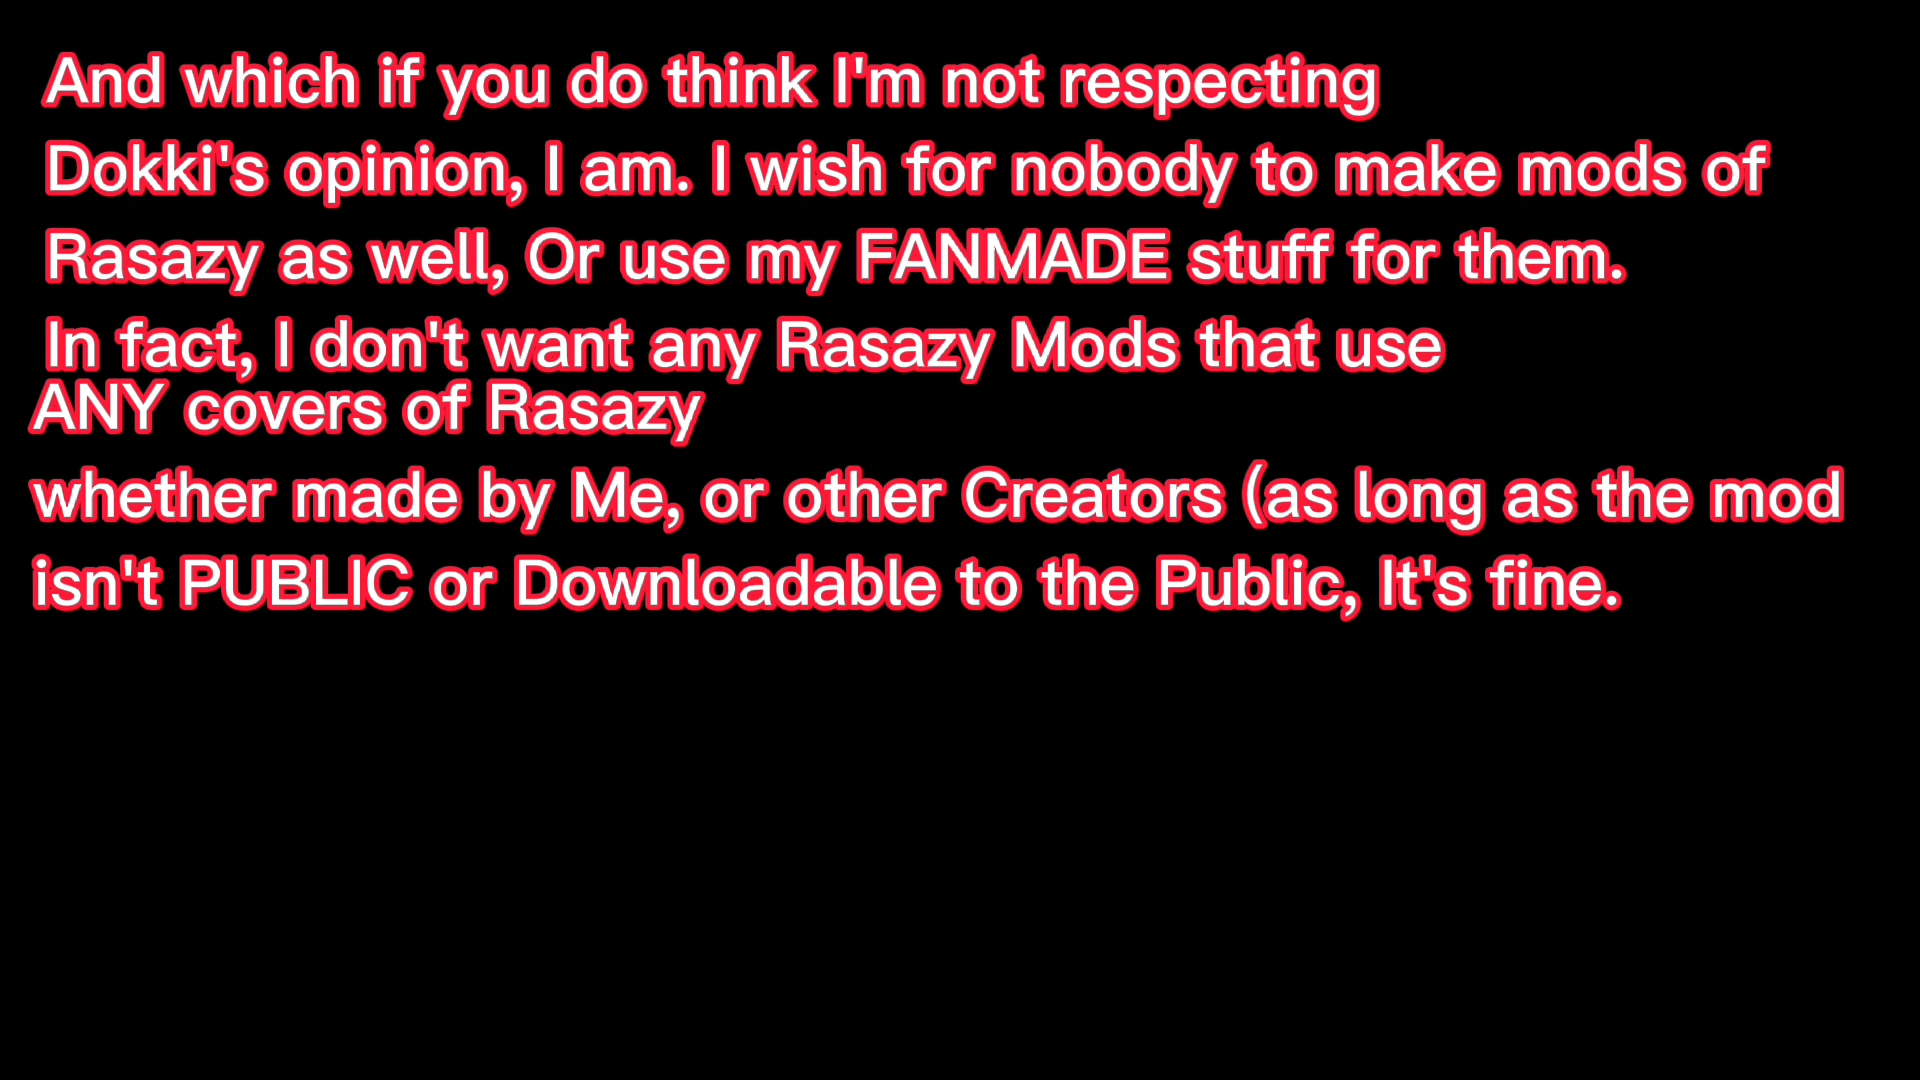 And which if you do think I'm not respecting
Dokki's opinion, I am. I wish for nobody to make mods of
Rasazy as well, Or use my FANMADE stuff for them.
In fact, I don't want any Rasazy Mods that use
ANY covers of Rasazy
whether made by Me, or other Creators (as long as the mod
isn't PUBLIC or Downloadable to the Public, It's fine.